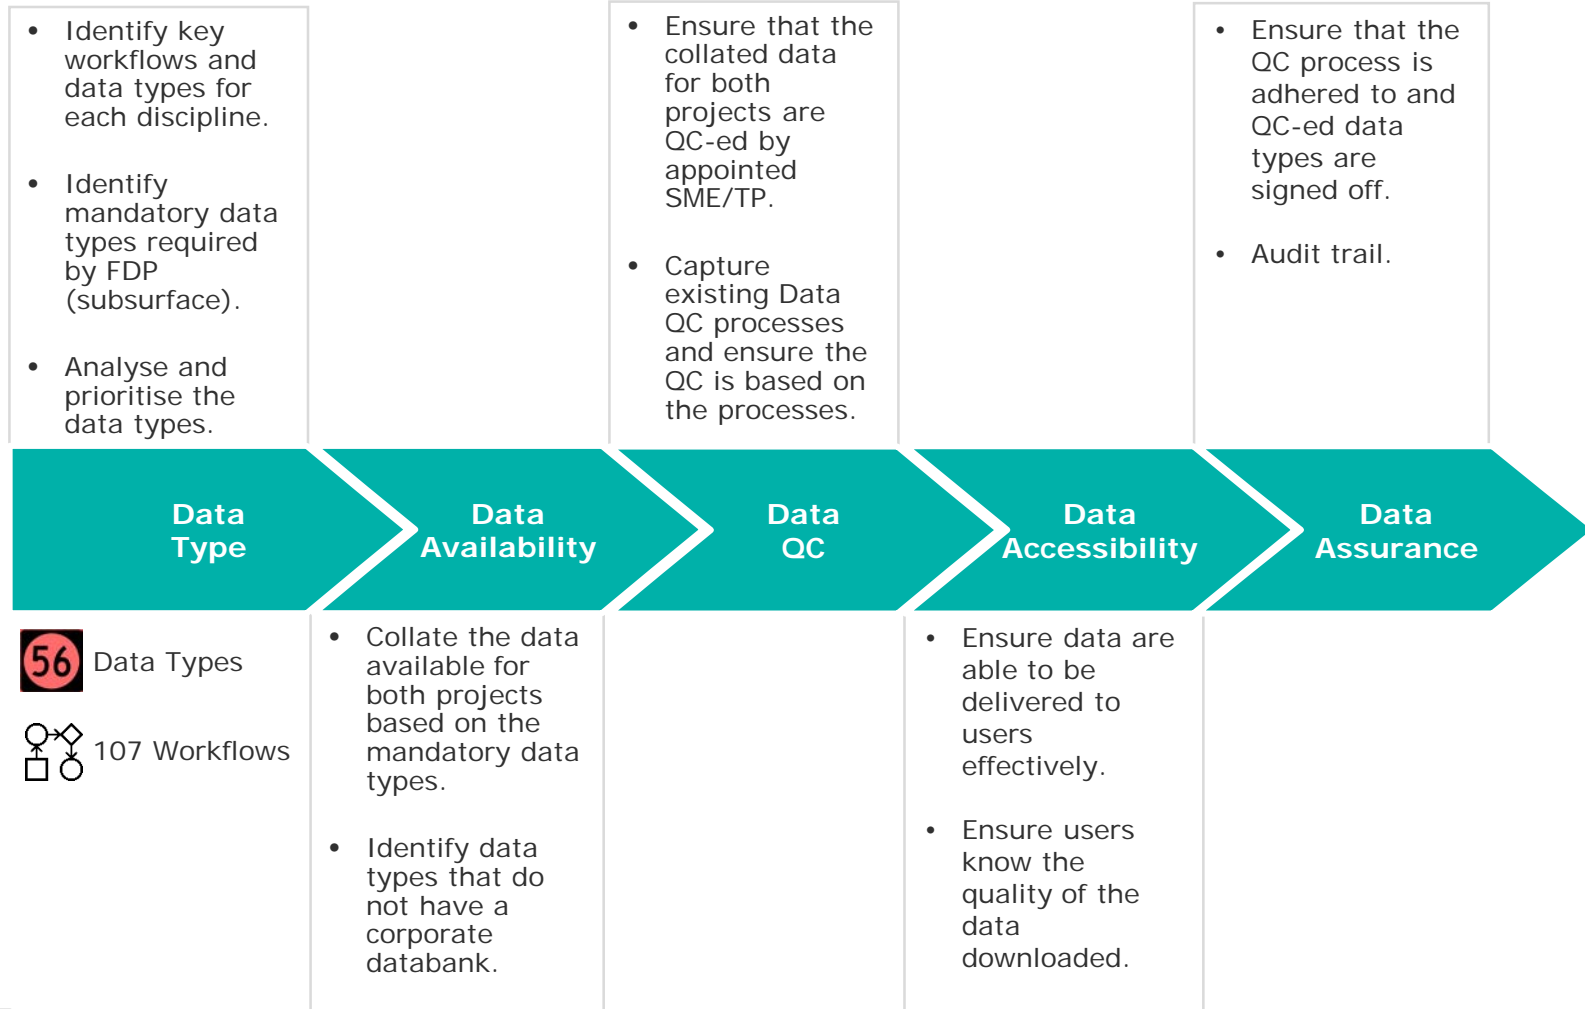 • Identify key
workflows and
data types for
each discipline.
• Identify
mandatory data
types required
by FDP
(subsurface).
• Analyse and
prioritise the
data types.
• Ensure that the
collated data
for both
projects are
QC-ed by
appointed
SME/TP.
• Capture
existing Data
QC processes
and ensure the
QC is based on
the processes.
• Ensure that the
QC process is
adhered to and
QC-ed data
types are
signed off.
• Audit trail.
Data
Type
Data
Availability
Data
QC
Data
Accessibility
Data
Assurance
56 Data Types
107 Workflows
• Collate the data
available for
both projects
based on the
mandatory data
types.
• Identify data
types that do
not have a
corporate
databank.
• Ensure data are
able to be
delivered to
users
effectively.
• Ensure users
know the
quality of the
data
downloaded.